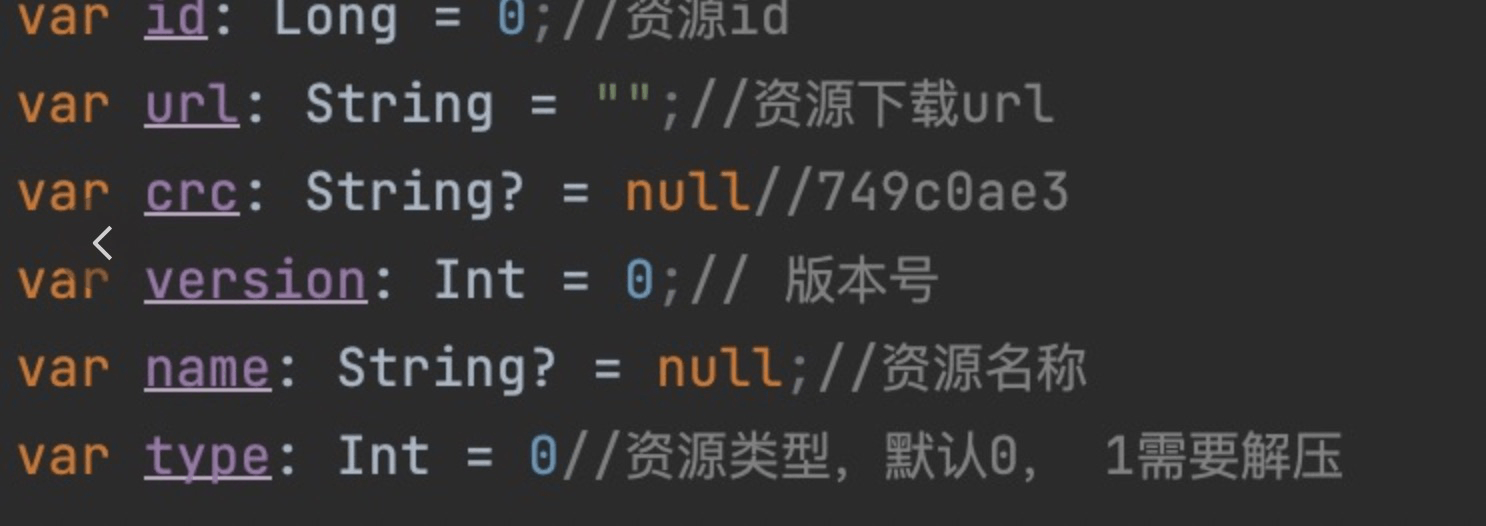 var id: Long = 0;//资源id
var url: String = "";//资源下载url
var crc: String? = null//749c0ae3
var version: Int = 0;// 版本号
var name: String? = null;//资源名称
var type: Int = 0//资源类型，默认0， 1需要解压